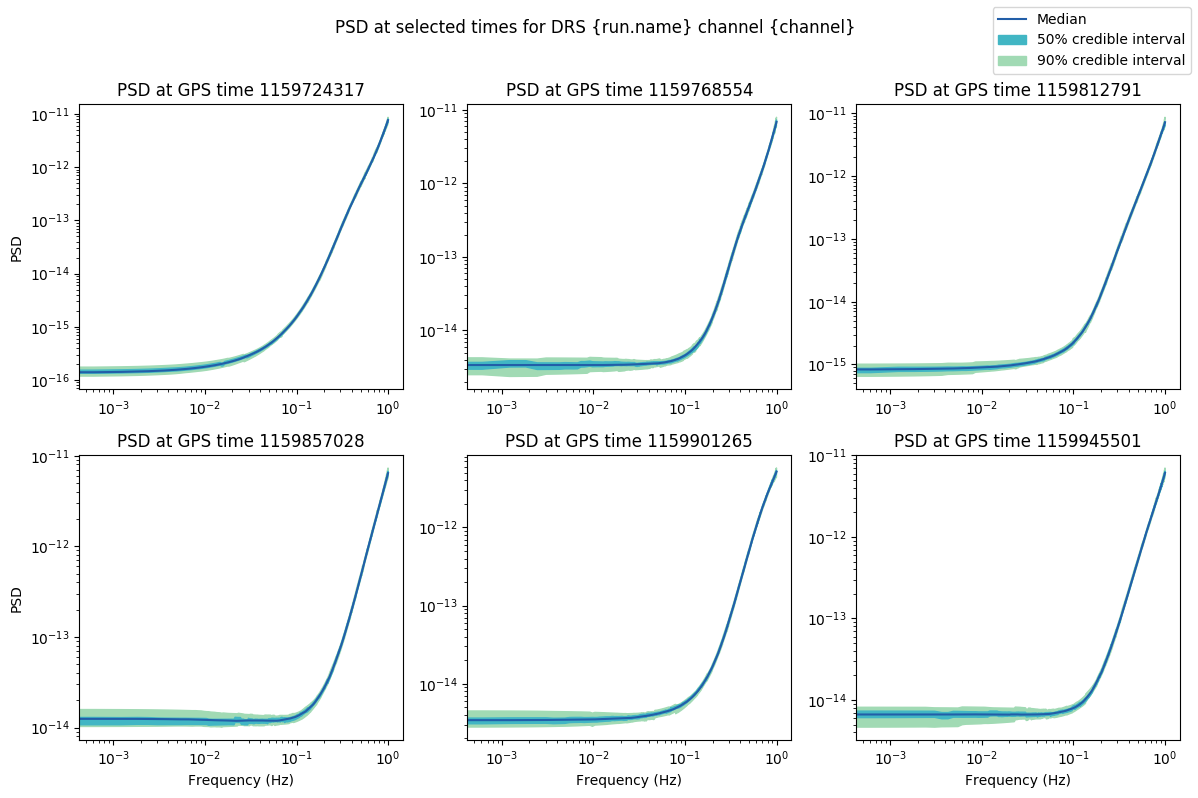 PSD at selected times for DRS {run.name} channel {channel}
Median
50% credible interval
90% credible interval
PSD at GPS time 1159724317
PSD at GPS time 1159768554
PSD at GPS time 1159812791
PSD
10⁻¹¹
10⁻¹²
10⁻¹³
10⁻¹⁴
10⁻¹⁵
10⁻¹⁶
10⁻³ 10⁻² 10⁻¹ 10⁰
10⁻¹¹
10⁻¹²
10⁻¹³
10⁻¹⁴
10⁻³ 10⁻² 10⁻¹ 10⁰
10⁻¹¹
10⁻¹²
10⁻¹³
10⁻¹⁴
10⁻¹⁵
10⁻³ 10⁻² 10⁻¹ 10⁰
PSD at GPS time 1159857028
PSD at GPS time 1159901265
PSD at GPS time 1159945501
PSD
10⁻¹¹
10⁻¹²
10⁻¹³
10⁻¹⁴
10⁻³ 10⁻² 10⁻¹ 10⁰
Frequency (Hz)
10⁻¹²
10⁻¹³
10⁻¹⁴
10⁻³ 10⁻² 10⁻¹ 10⁰
Frequency (Hz)
10⁻¹¹
10⁻¹²
10⁻¹³
10⁻¹⁴
10⁻³ 10⁻² 10⁻¹ 10⁰
Frequency (Hz)